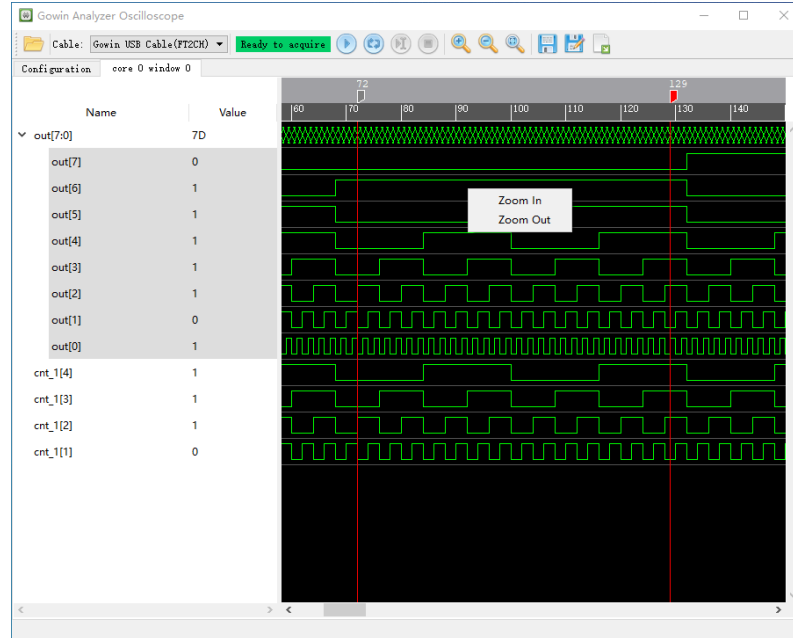 Gowin Analyzer Oscilloscope
Cable: Gowin USB Cable(FT2CH) Ready to acquire
Configuration core 0 window 0
72 129
Name Value |60 |70 |80 |90 |100 |110 |120 |130 |140
out[7:0] 7D
out[7] 0
out[6] 1
Zoom In
out[5] 1
Zoom Out
out[4] 1
out[3] 1
out[2] 1
out[1] 0
out[0] 1
cnt_1[4] 1
cnt_1[3] 1
cnt_1[2] 1
cnt_1[1] 0